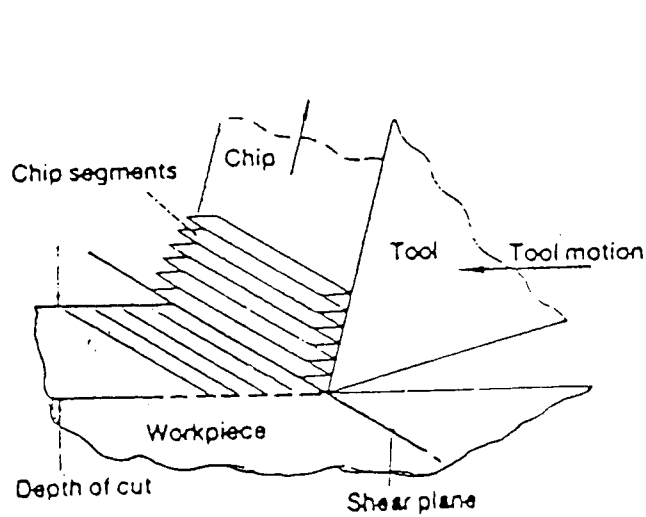 Chip
Chip segments
Tool
Tool motion
Workpiece
Depth of cut
Shear plane